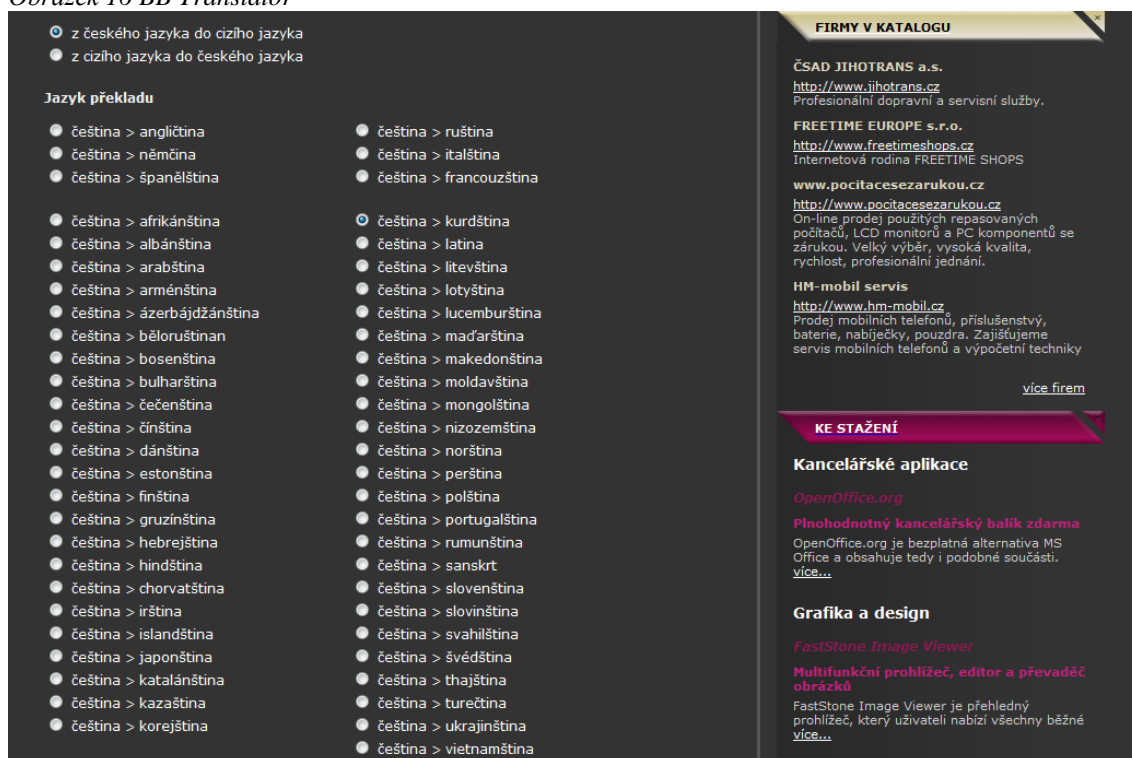 Obrázek 16 BB Translator
z českého jazyka do cizího jazyka
z cizího jazyka do českého jazyka
Jazyk překladu
čeština > angličtina
čeština > němčina
čeština > španělština
čeština > ruština
čeština > italština
čeština > francouzština
čeština > afrikánština
čeština > albánština
čeština > arabština
čeština > arménština
čeština > ázerbájdžánština
čeština > běloruštinan
čeština > bosenština
čeština > bulharština
čeština > čečenština
čeština > čínština
čeština > dánština
čeština > estonština
čeština > finština
čeština > gruzínština
čeština > hebrejština
čeština > hindština
čeština > chorvatština
čeština > irština
čeština > islandština
čeština > japonština
čeština > katalánština
čeština > kazaština
čeština > korejština
čeština > kurdština
čeština > latina
čeština > litevština
čeština > lotyština
čeština > lucemburština
čeština > maďarština
čeština > makedonština
čeština > moldavština
čeština > mongolština
čeština > nizozemština
čeština > norština
čeština > perština
čeština > polština
čeština > portugalština
čeština > rumunština
čeština > sanskrt
čeština > slovenština
čeština > slovinština
čeština > svahilština
čeština > švédština
čeština > thajština
čeština > turečtina
čeština > ukrajinština
čeština > vietnamština
FIRMY V KATALOGU
ČSAD JIHOTRANS a.s.
http://www.jihotrans.cz
Profesionální dopravní a servisní služby.
FREETIME EUROPE s.r.o.
http://www.freetimeshops.cz
Internetová rodina FREETIME SHOPS
www.pocitacesezarukou.cz
http://www.pocitacesezarukou.cz
On-line prodej použitých repasovaných
počítačů, LCD monitorů a PC komponentů se
zárukou. Velký výběr, vysoká kvalita,
rychlost, profesionální jednání.
HM-mobil servis
http://www.hm-mobil.cz
Prodej mobilních telefonů, příslušenstvý,
baterie, nabíječky, pouzdra. Zajišťujeme
servis mobilních telefonů a výpočetní techniky
více firem
KE STAŽENÍ
Kancelářské aplikace
OpenOffice.org
Plnohodnotný kancelářský balík zdarma
OpenOffice.org je bezplatná alternativa MS
Office a obsahuje tedy i podobné součásti.
více...
Grafika a design
FastStone Image Viewer
Multifunkční prohlížeč, editor a převaděč
obrázků
FastStone Image Viewer je přehledný
prohlížeč, který uživateli nabízí všechny běžné
více...